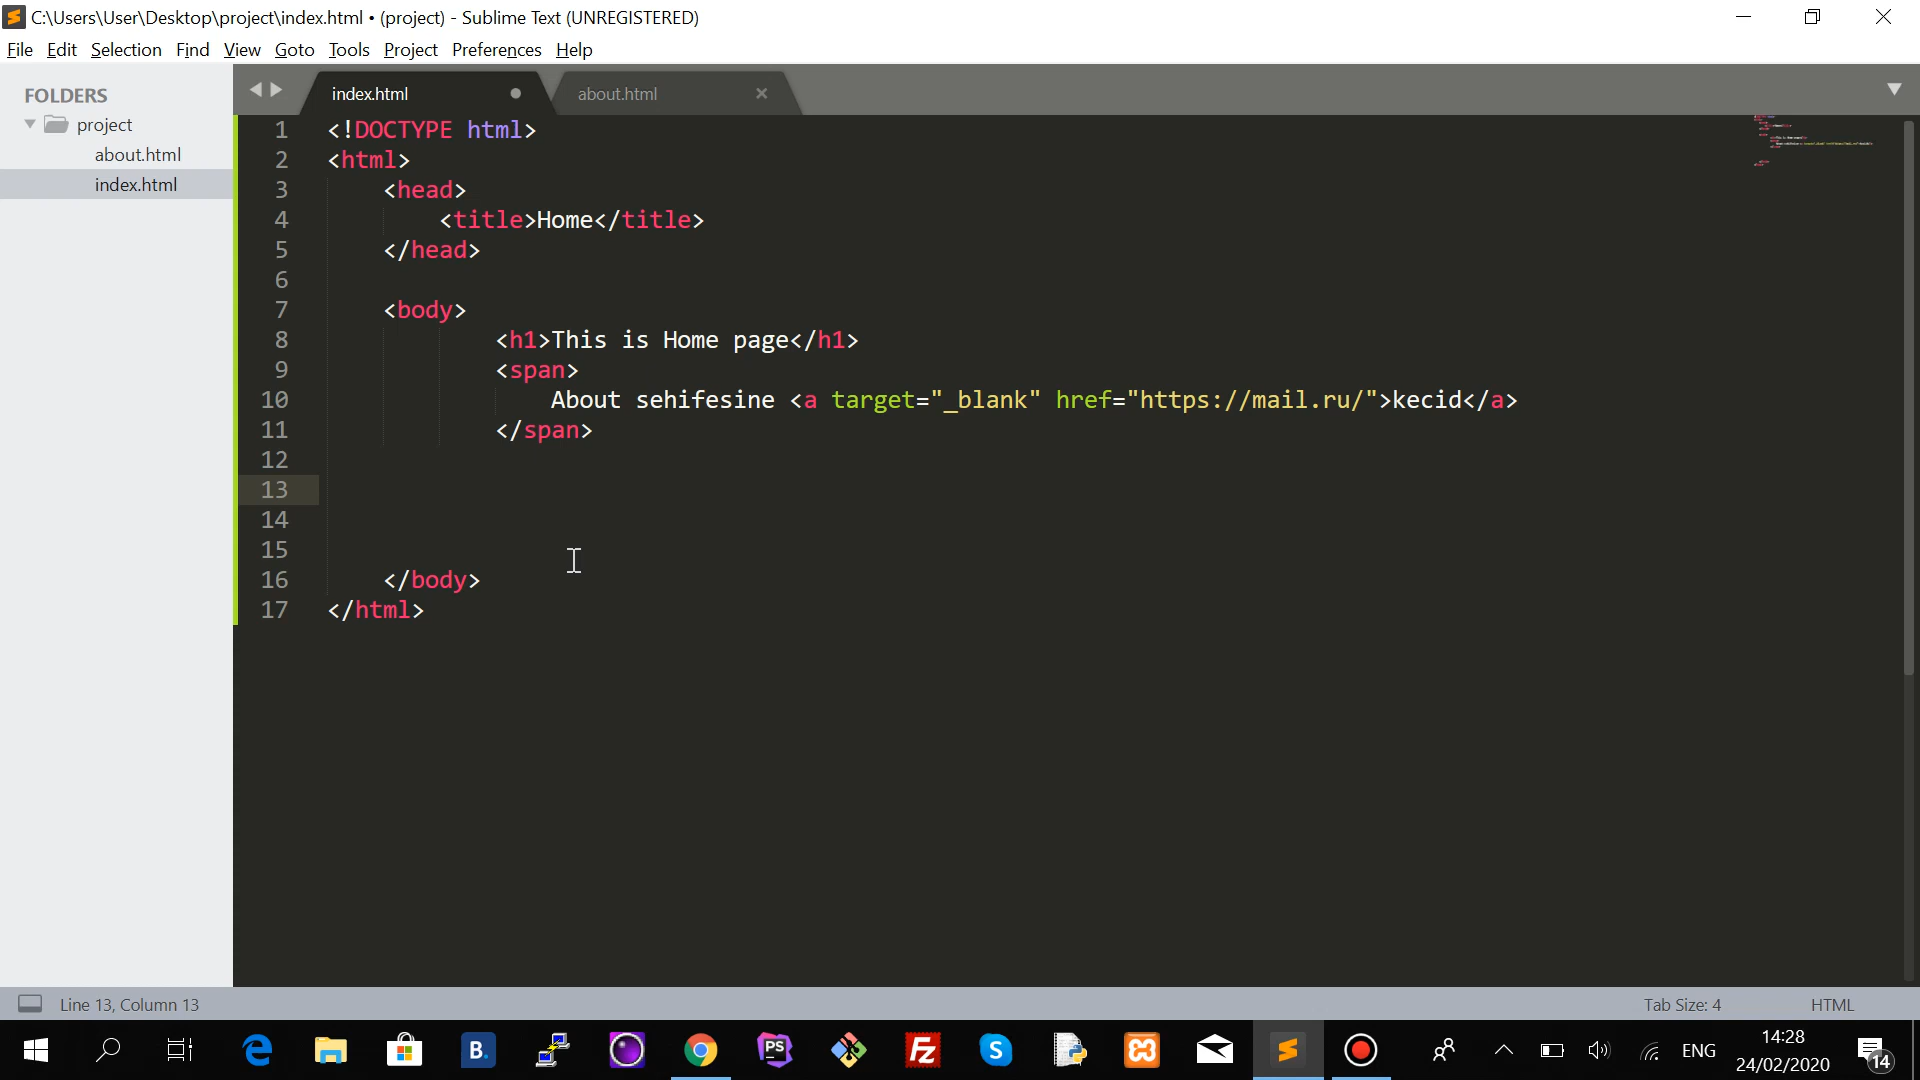 C:\Users\User\Desktop\project\index.html • (project) - Sublime Text (UNREGISTERED)
File Edit Selection Find View Goto Tools Project Preferences Help
FOLDERS
project
about.html
index.html
index.html
about.html
1 <!DOCTYPE html>
2 <html>
3 <head>
4 <title>Home</title>
5 </head>
6
7 <body>
8 <h1>This is Home page</h1>
9 <span>
10 About sehifesine <a target="_blank" href="https://mail.ru/">kecid</a>
11 </span>
12
13
14
15
16 </body>
17 </html>
Line 13, Column 13
Tab Size: 4
HTML
B.
PS
Fz
S
ENG
14:28
24/02/2020
14